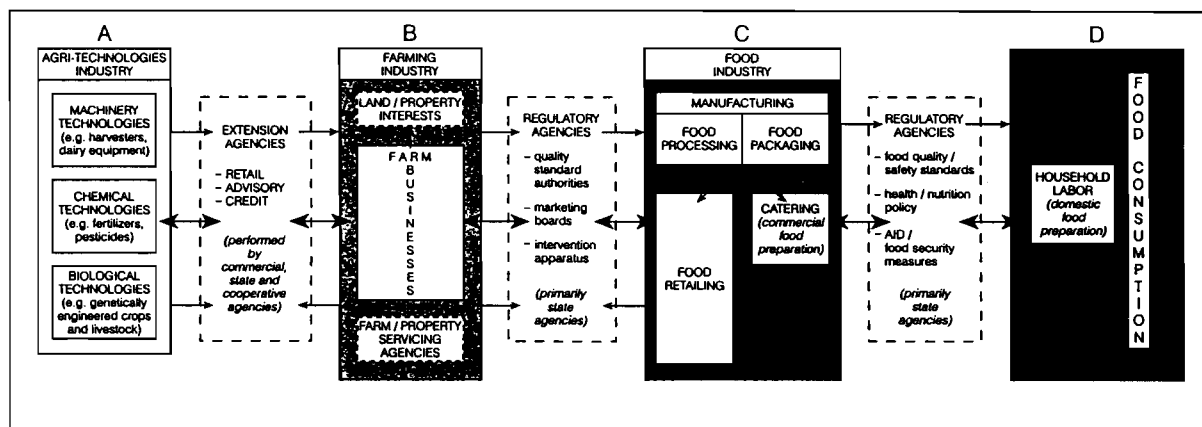 A
AGRI-TECHNOLOGIES
INDUSTRY
MACHINERY
TECHNOLOGIES
(e.g. harvesters,
dairy equipment)
CHEMICAL
TECHNOLOGIES
(e.g. fertilizers,
pesticides)
BIOLOGICAL
TECHNOLOGIES
(e.g. genetically
engineered crops
and livestock)
EXTENSION
AGENCIES
– RETAIL
– ADVISORY
– CREDIT
(performed
by
commercial,
state and
cooperative
agencies)
B
FARMING
INDUSTRY
LAND / PROPERTY
INTERESTS
FARM
BUSINESSES
FARM / PROPERTY
SERVICING
AGENCIES
REGULATORY
AGENCIES
– quality
standard
authorities
– marketing
boards
– intervention
apparatus
(primarily
state
agencies)
C
FOOD
INDUSTRY
MANUFACTURING
FOOD
PROCESSING
FOOD
PACKAGING
FOOD
RETAILING
CATERING
(commercial
food
preparation)
REGULATORY
AGENCIES
– food quality /
safety standards
– health / nutrition
policy
– AID /
food security
measures
(primarily
state
agencies)
D
HOUSEHOLD
LABOR
(domestic
food
preparation)
FOOD CONSUMPTION